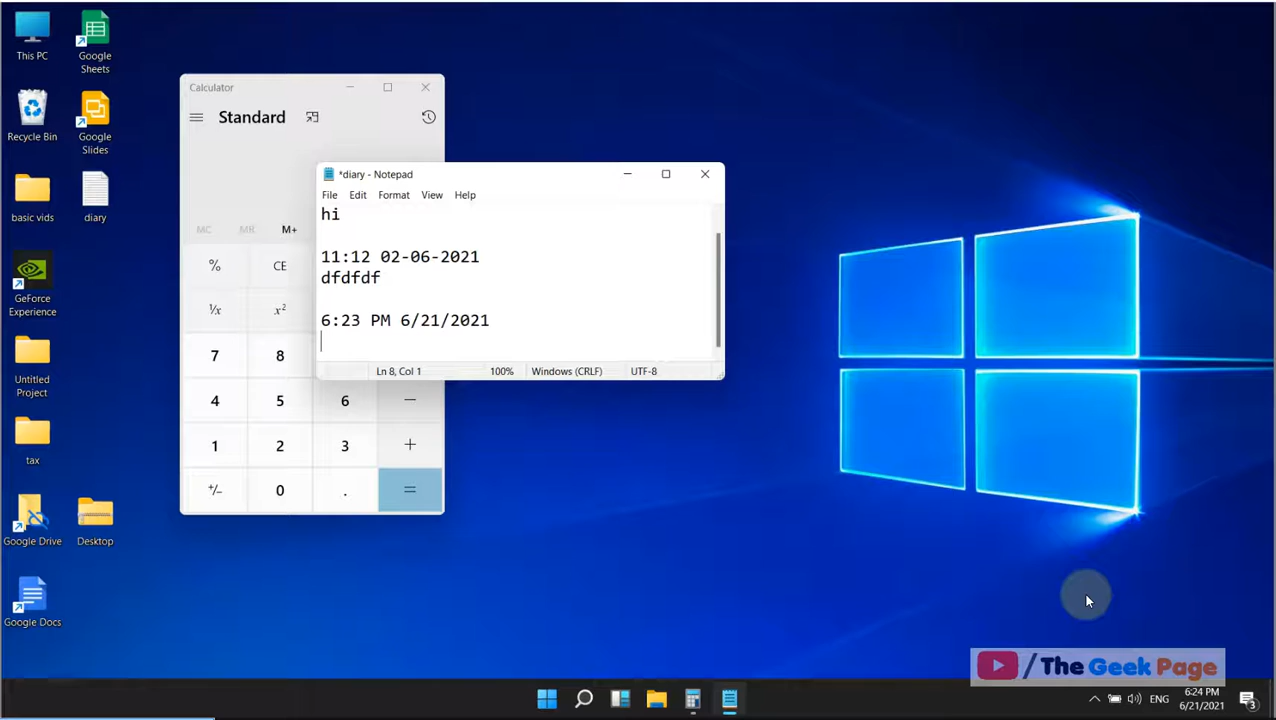 This PC
Google Sheets
Recycle Bin
Google Slides
basic vids
diary
GeForce Experience
Untitled Project
tax
Google Drive
Desktop
Google Docs
Calculator
Standard
MC MR M+
% CE
¹/x x²
7 8
4 5 6 −
1 2 3 +
+/− 0 . =
*diary - Notepad
File Edit Format View Help
hi
11:12 02-06-2021
dfdfdf
6:23 PM 6/21/2021
Ln 8, Col 1 100% Windows (CRLF) UTF-8
/ The Geek Page
ENG
6:24 PM
6/21/2021
3